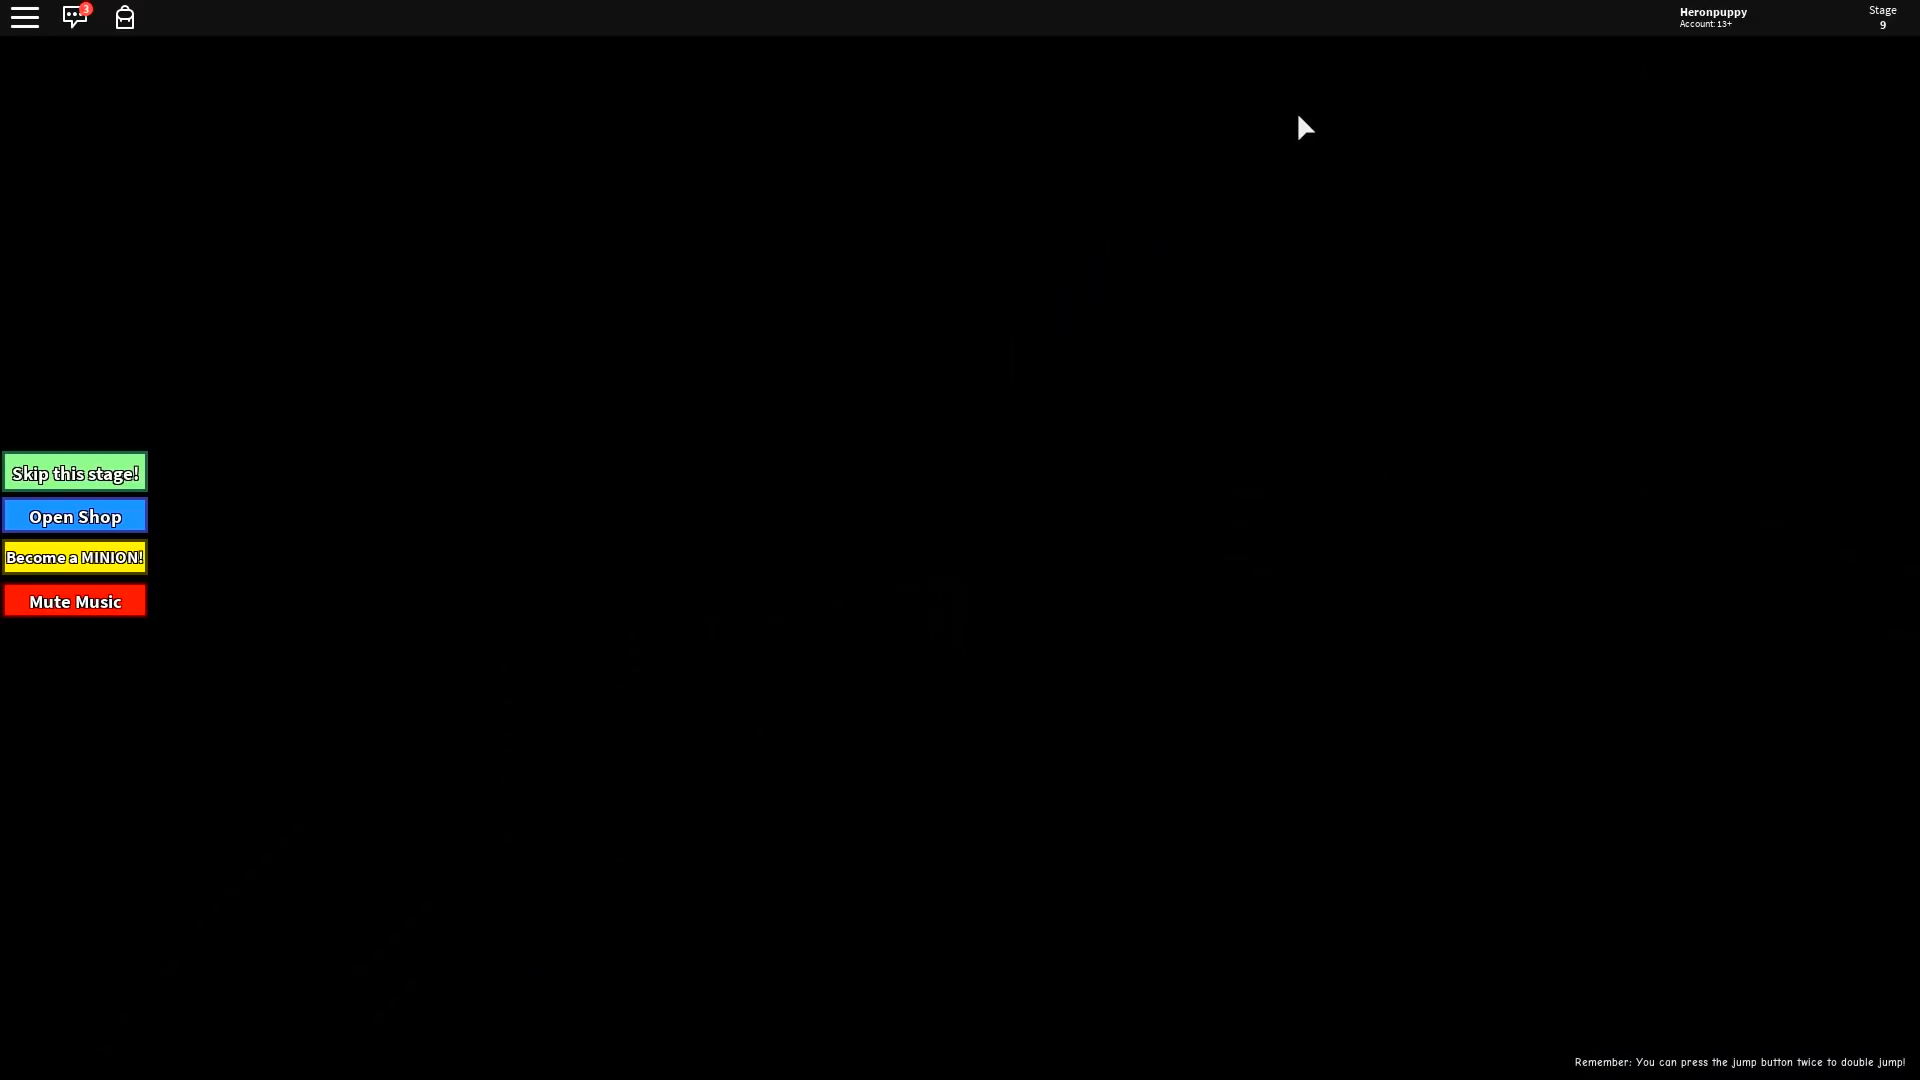 3
Heronpuppy
Account: 13+
Stage
9
Skip this stage!
Open Shop
Become a MINION!
Mute Music
Remember: You can press the jump button twice to double jump!